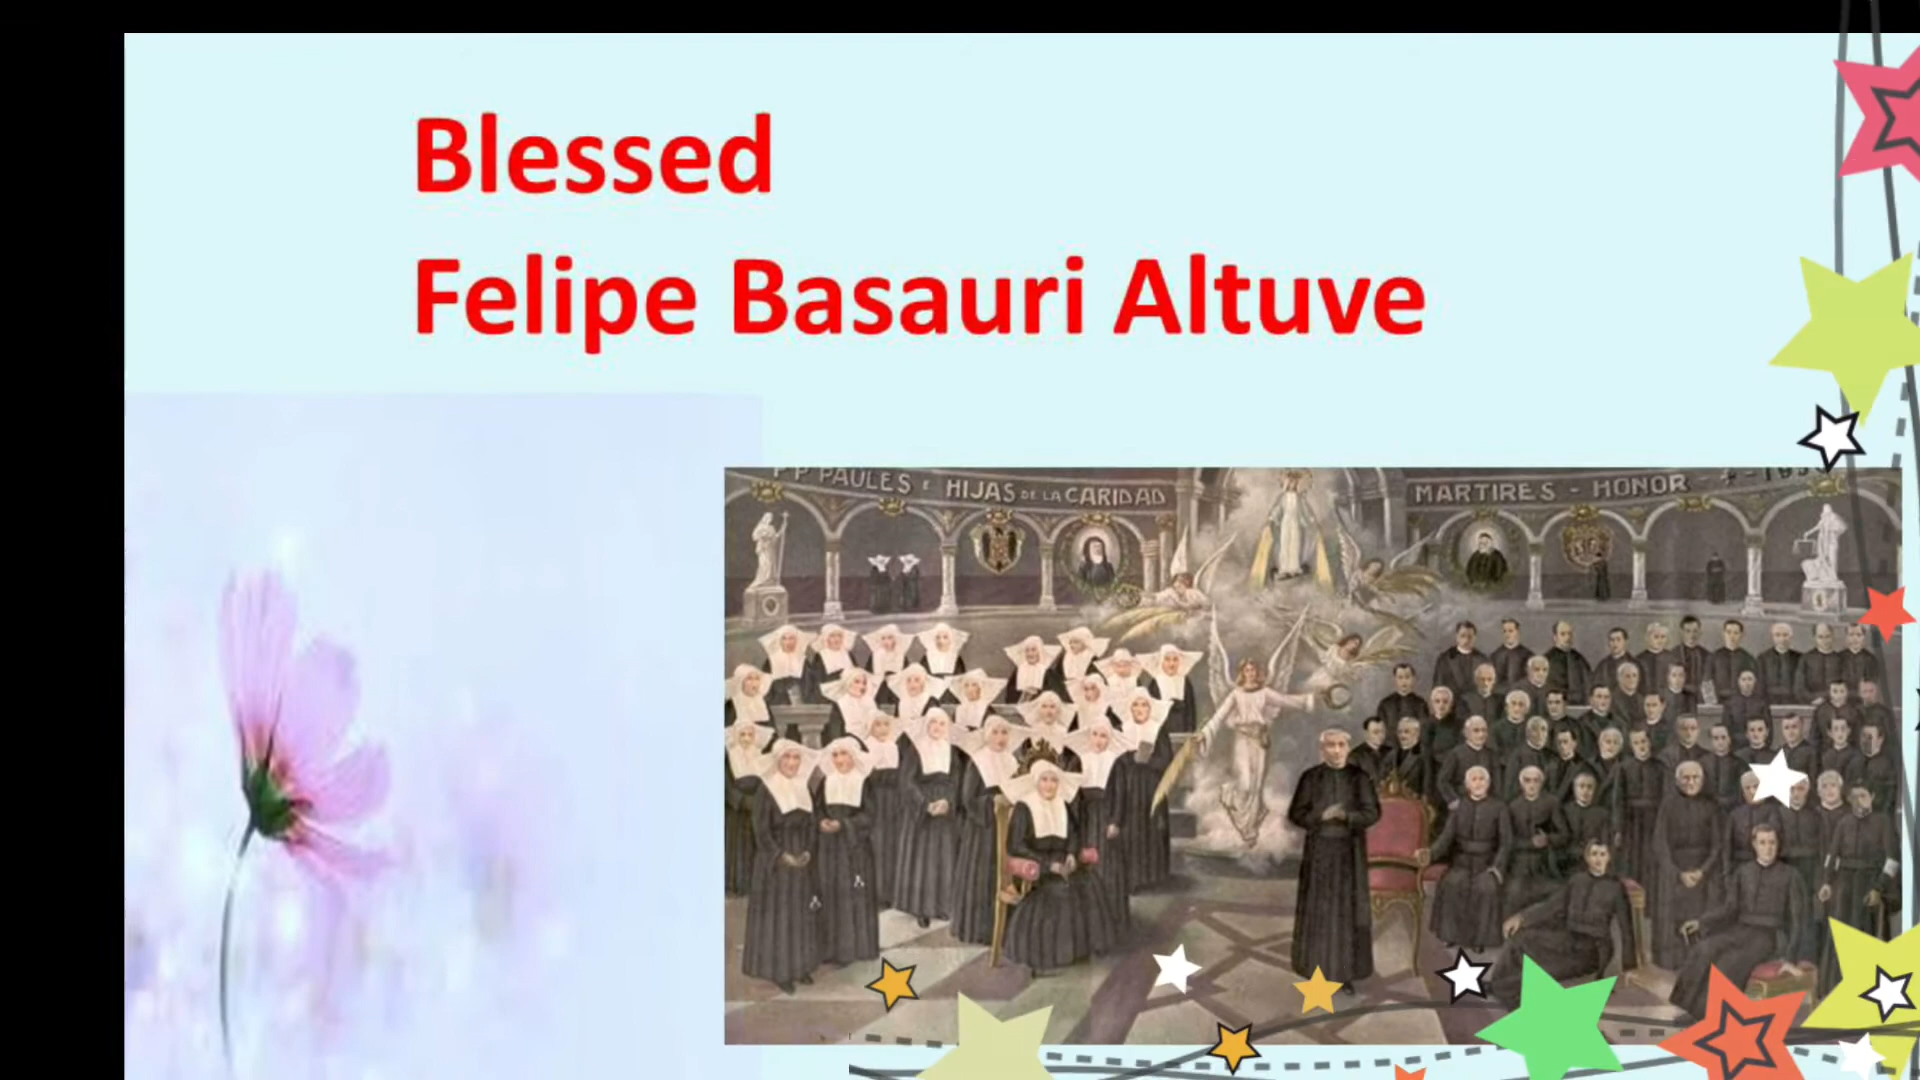 Blessed
Felipe Basauri Altuve
PP PAULES E HIJAS DE LA CARIDAD
MARTIRES - HONOR